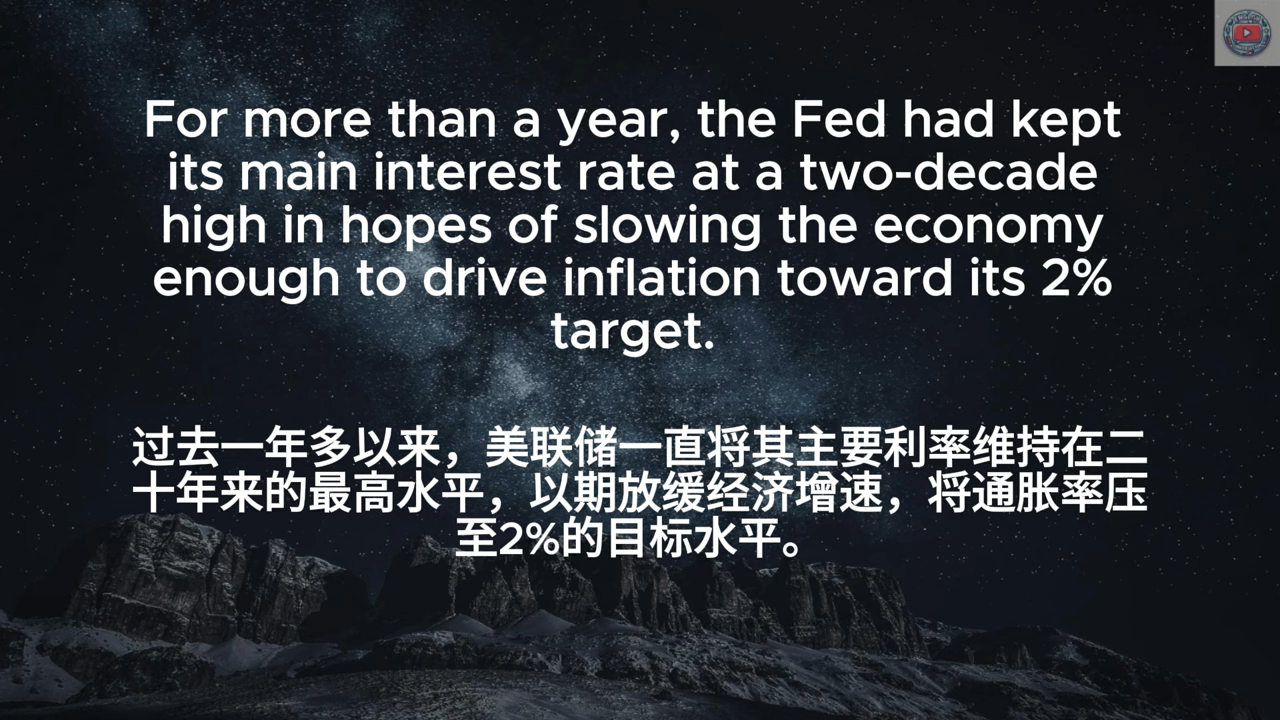 For more than a year, the Fed had kept
its main interest rate at a two-decade
high in hopes of slowing the economy
enough to drive inflation toward its 2%
target.
过去一年多以来，美联储一直将其主要利率维持在二
十年来的最高水平，以期放缓经济增速，将通胀率压
至2%的目标水平。